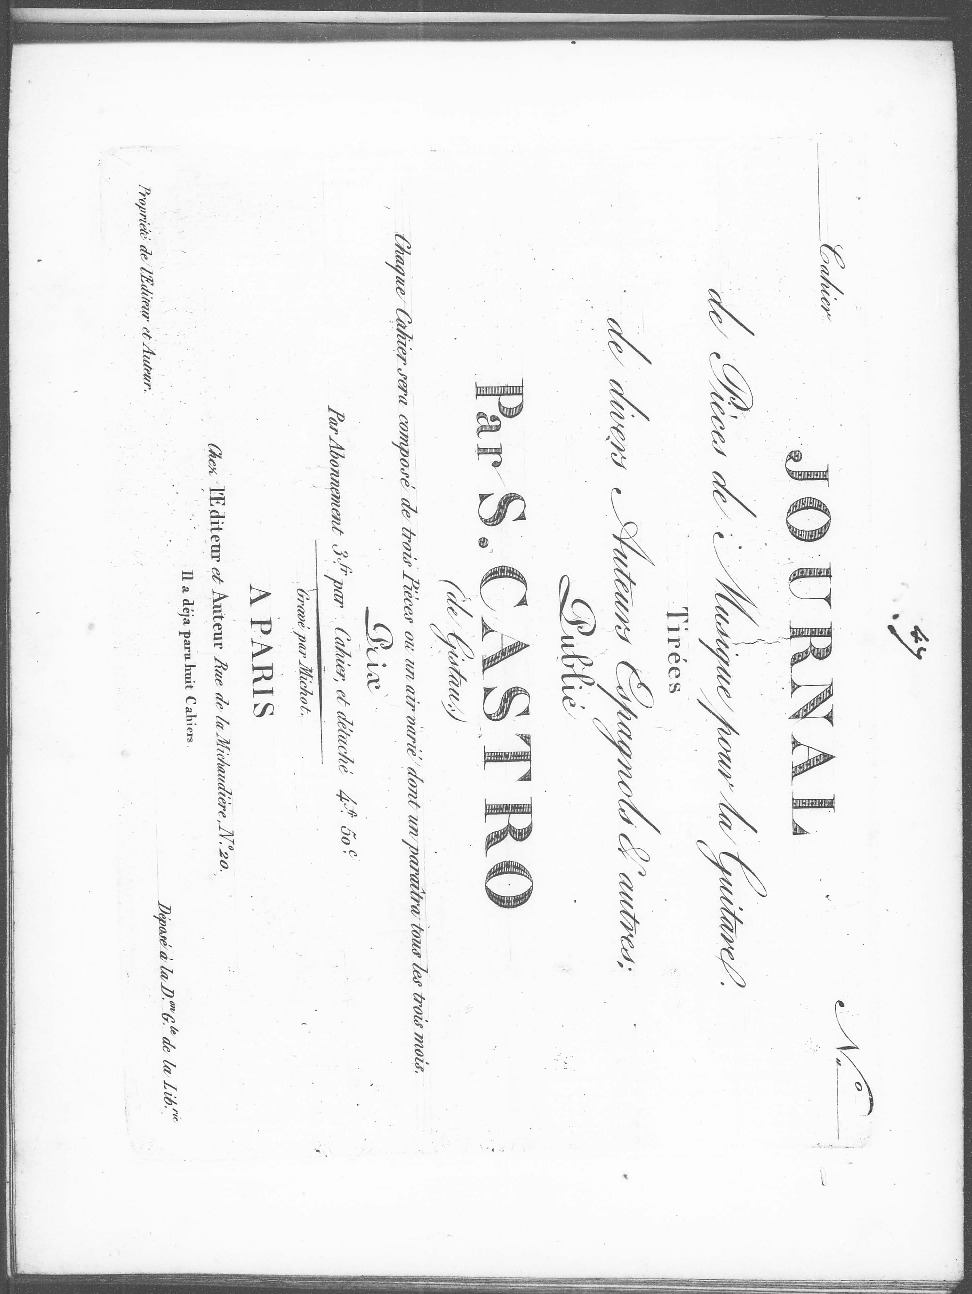 44.
Cahier N.º
JOURNAL
de Pièces de Musique pour la Guitare.
Tirées
de divers Auteurs Espagnols & autres;
Publié
Par S. CASTRO
(de Gistau,)
Chaque Cahier sera composé de trois Pièces ou un air varié dont un paraîtra tous les trois mois.
Prix
Par Abonnement 3.fr par Cahier, et détaché 4.f 50.c
Gravé par Michot.
A PARIS
Chez l'Editeur et Auteur Rue de la Michaudière, N.º 20.
Il a déja paru huit Cahiers.
Propriété de l'Editeur et Auteur.
Déposé à la D.on G.le de la Lib.rie